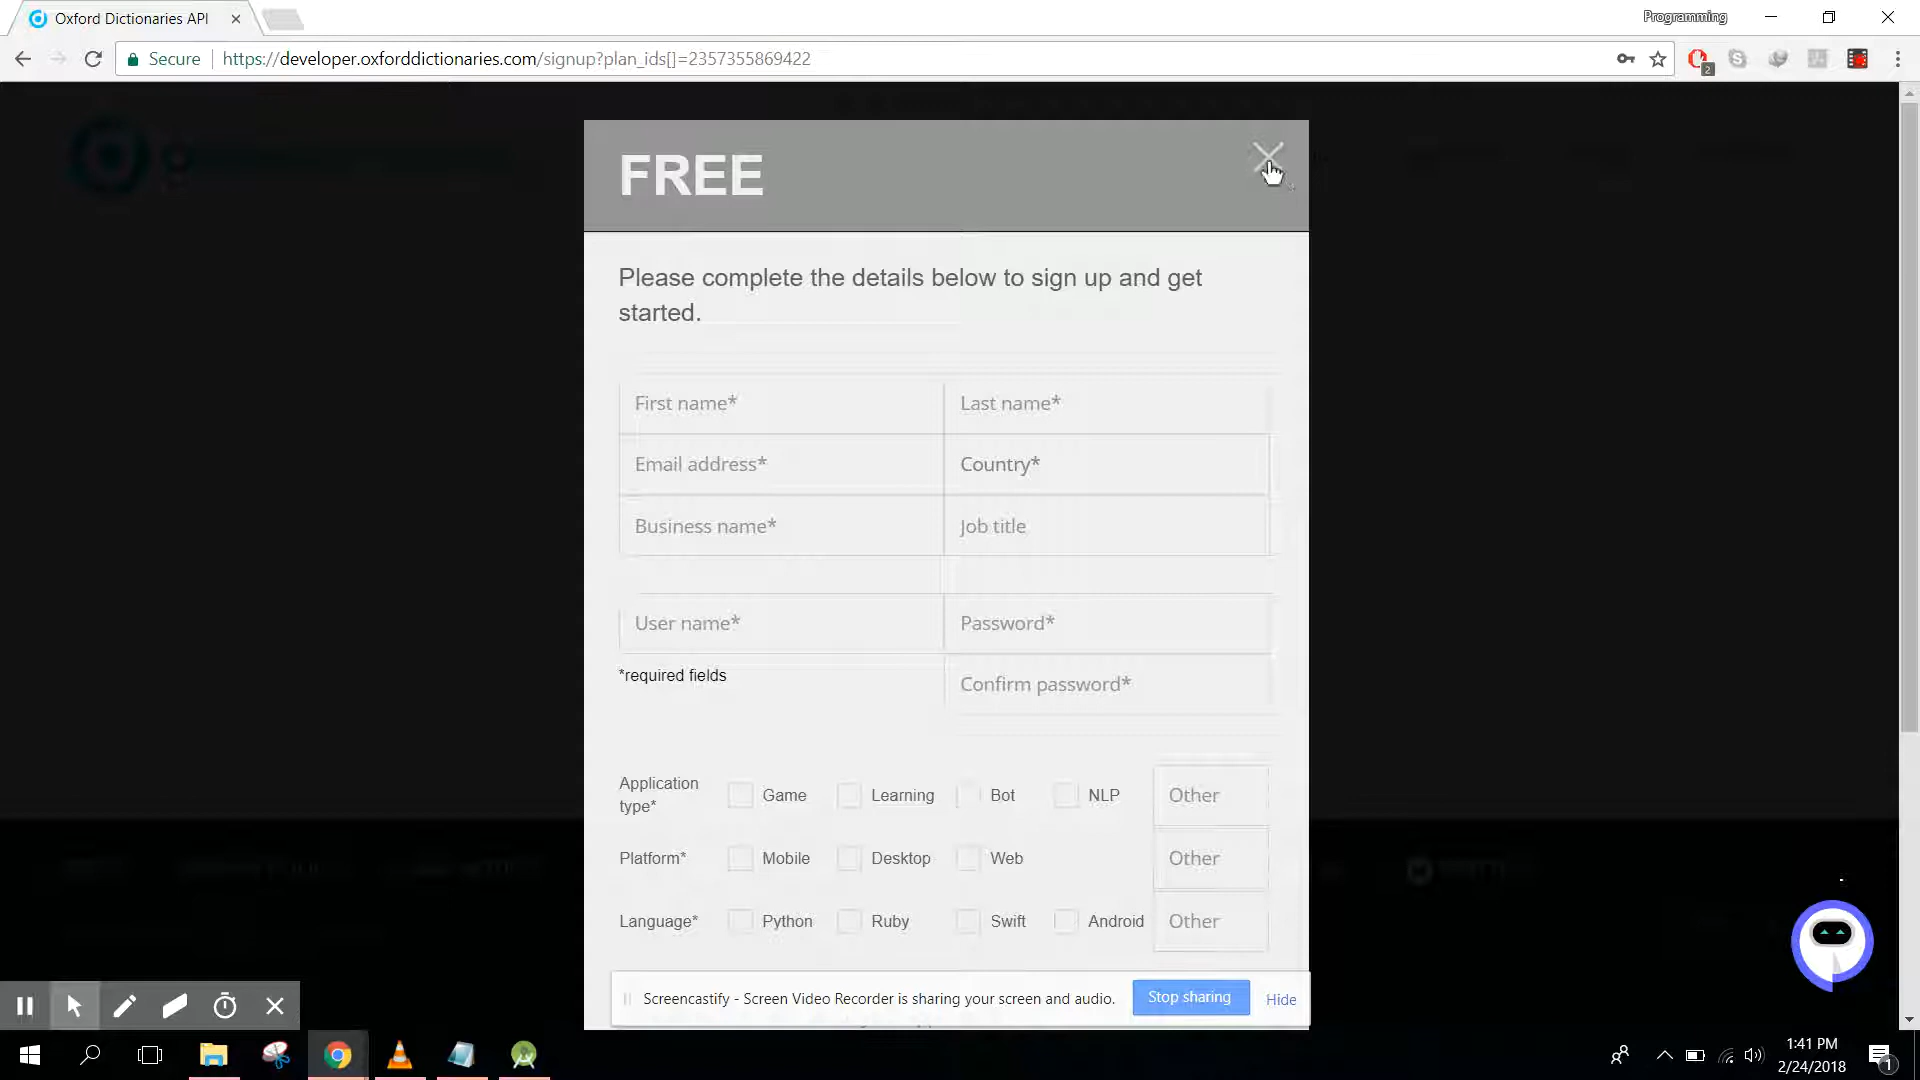 Oxford Dictionaries API
Programming
Secure
https://developer.oxforddictionaries.com/signup?plan_ids[]=2357355869422
2
FREE
Please complete the details below to sign up and get
started.
First name*
Last name*
Email address*
Country*
Business name*
Job title
User name*
Password*
*required fields
Confirm password*
Application
type*
Game
Learning
Bot
NLP
Other
Platform*
Mobile
Desktop
Web
Other
Language*
Python
Ruby
Swift
Android
Other
Screencastify - Screen Video Recorder is sharing your screen and audio.
Stop sharing
Hide
1:41 PM
2/24/2018
1